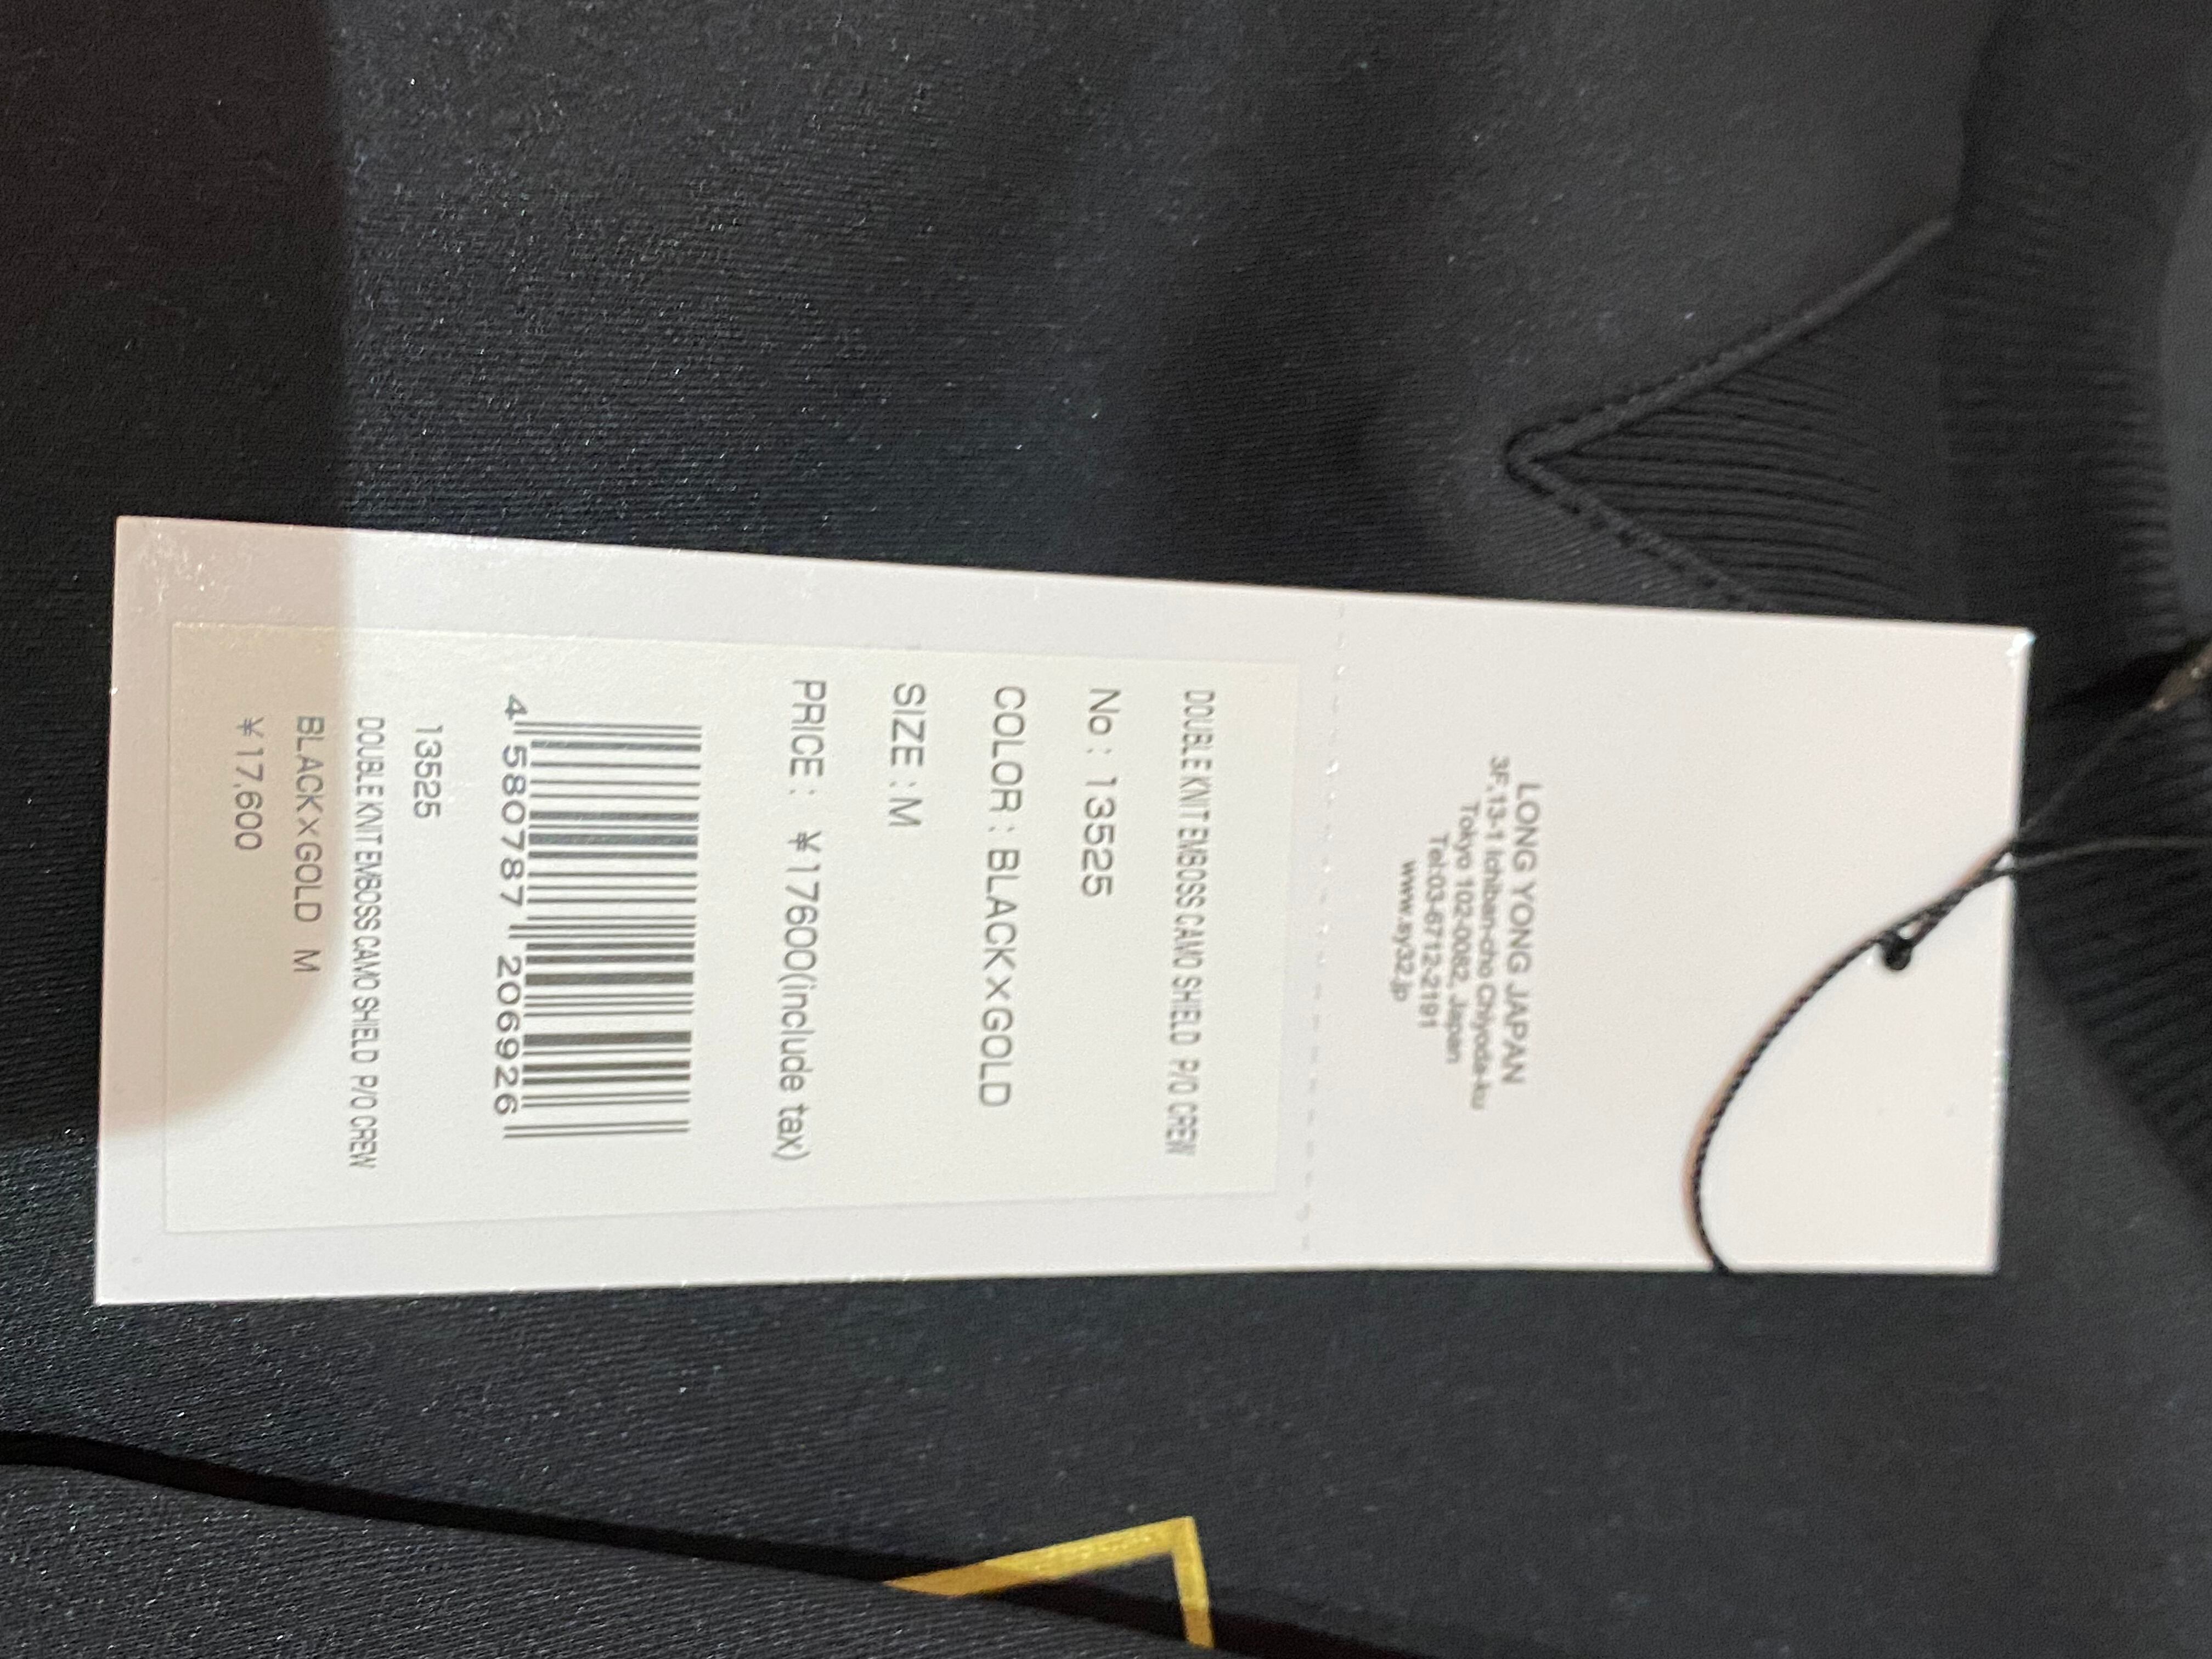 LONG YONG JAPAN
3F,13-1 Ichiban-cho Chiyoda-ku
Tokyo 102-0082, Japan
Tel:03-6712-2191
www.sy32.jp
DOUBLE KNIT EMBOSS CAMO SHIELD P/O CREW
No : 13525
COLOR : BLACK×GOLD
SIZE : M
PRICE : ¥17600(include tax)
4 580787 206926
13525
DOUBLE KNIT EMBOSS CAMO SHIELD P/O CREW
BLACK×GOLD M
¥17,600